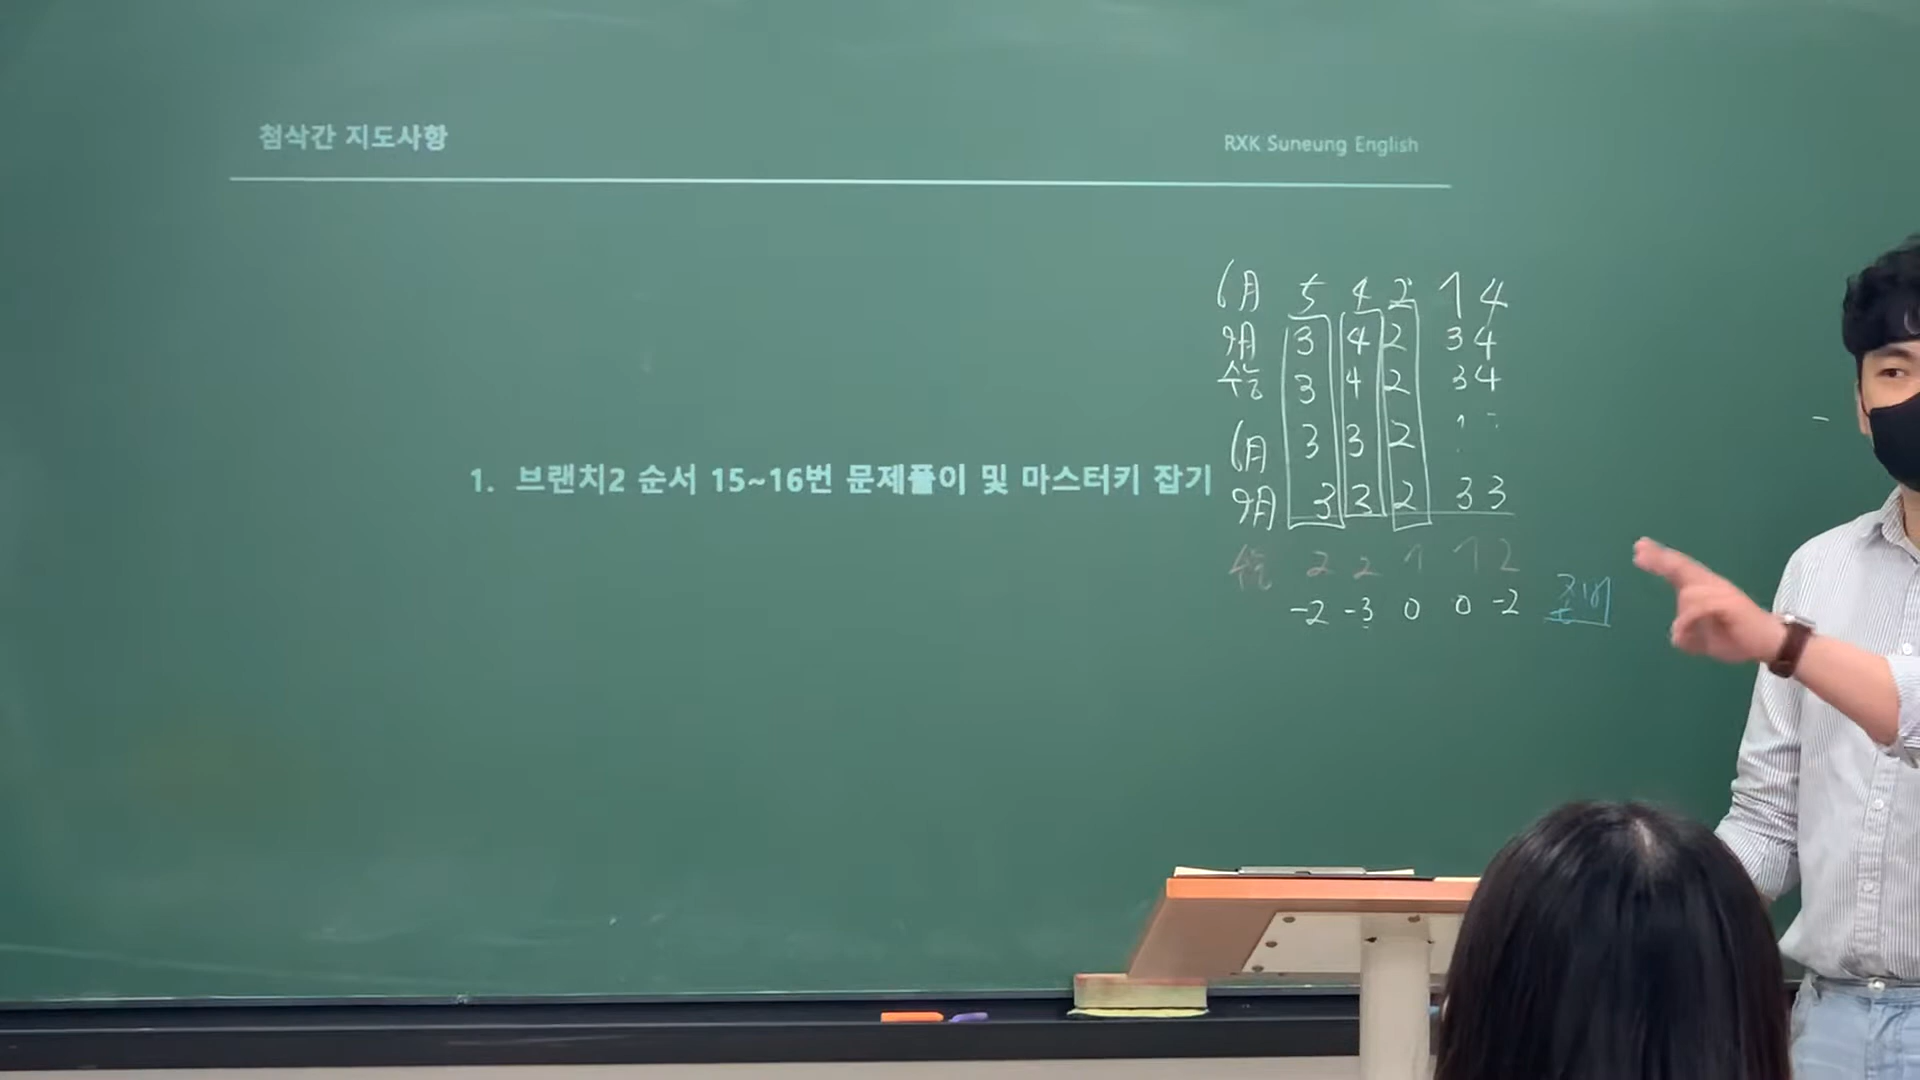 첨삭간 지도사항
RXK Suneung English
1. 브랜치2 순서 15~16번 문제풀이 및 마스터키 잡기
6月 5 4 2 1 4
9月 3 4 2 3 4
수능 3 4 2 3 4
6月 3 3 2
9月 3 3 2 3 3
수능 2 2 1 1 2
-2 -3 0 0 -2